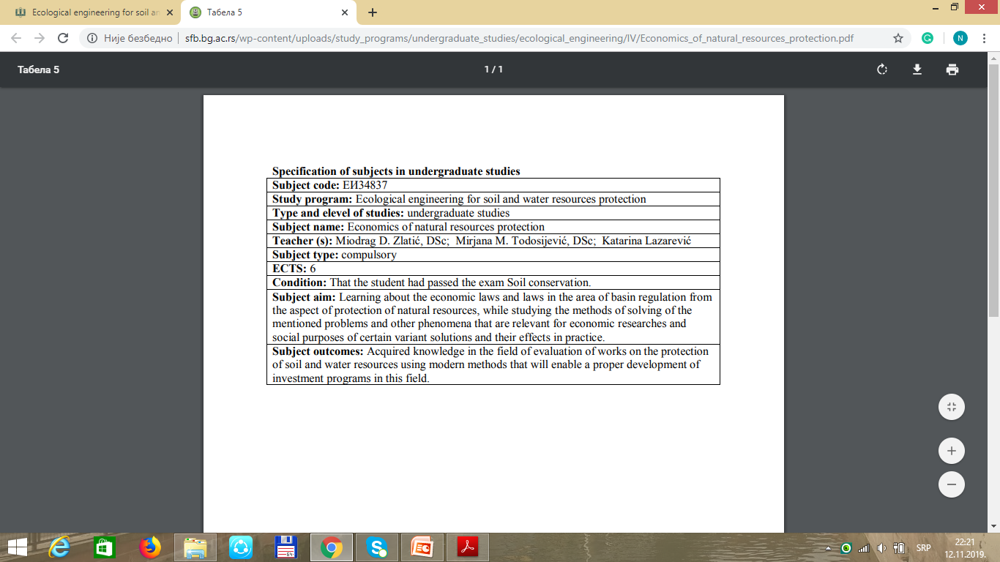 Ecological engineering for soil an
Табела 5
Није безбедно
sfb.bg.ac.rs/wp-content/uploads/study_programs/undergraduate_studies/ecological_engineering/IV/Economics_of_natural_resources_protection.pdf
N
Табела 5
1 / 1
Specification of subjects in undergraduate studies
Subject code: ЕИ34837
Study program: Ecological engineering for soil and water resources protection
Type and elevel of studies: undergraduate studies
Subject name: Economics of natural resources protection
Teacher (s): Miodrag D. Zlatić, DSc; Mirjana M. Todosijević, DSc; Katarina Lazarević
Subject type: compulsory
ECTS: 6
Condition: That the student had passed the exam Soil conservation.
Subject aim: Learning about the economic laws and laws in the area of basin regulation from
the aspect of protection of natural resources, while studying the methods of solving of the
mentioned problems and other phenomena that are relevant for economic researches and
social purposes of certain variant solutions and their effects in practice.
Subject outcomes: Acquired knowledge in the field of evaluation of works on the protection
of soil and water resources using modern methods that will enable a proper development of
investment programs in this field.
64
SRP
22:21
12.11.2019.